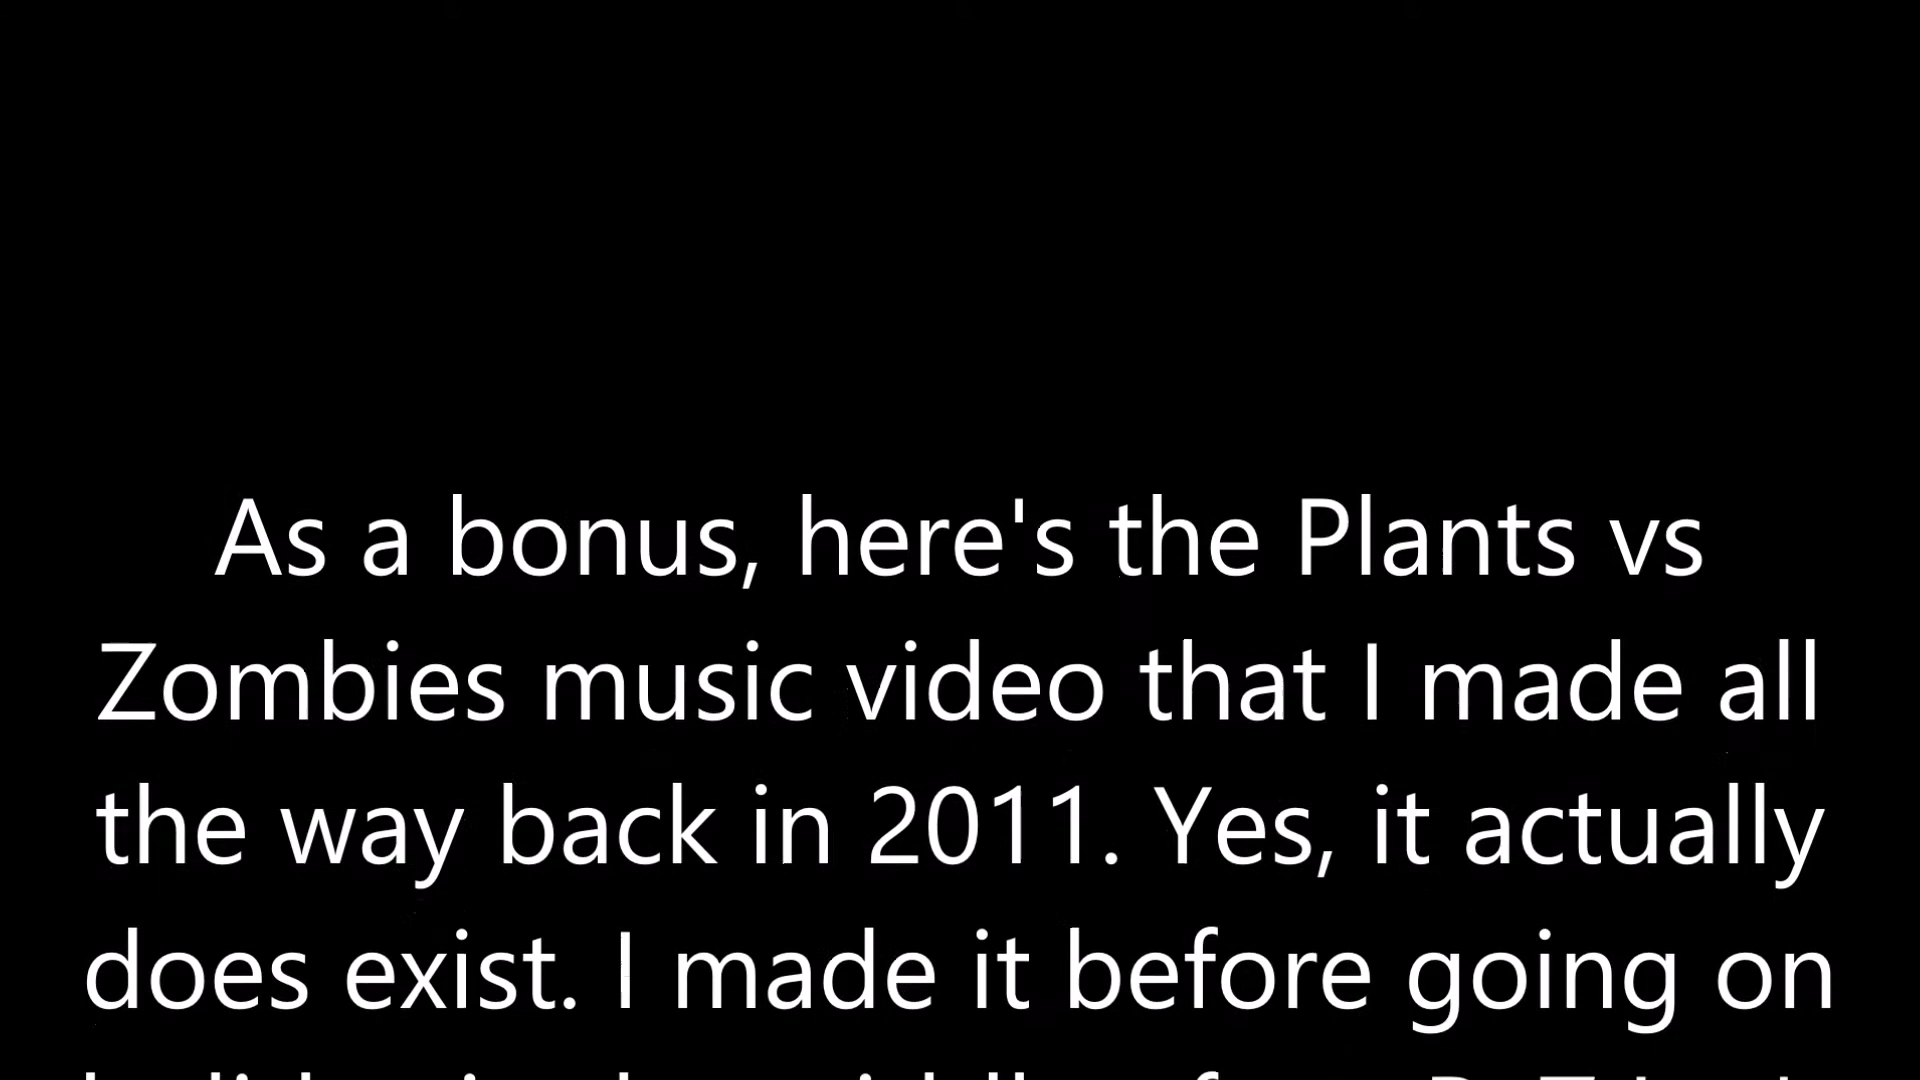 As a bonus, here's the Plants vs
Zombies music video that I made all
the way back in 2011. Yes, it actually
does exist. I made it before going on